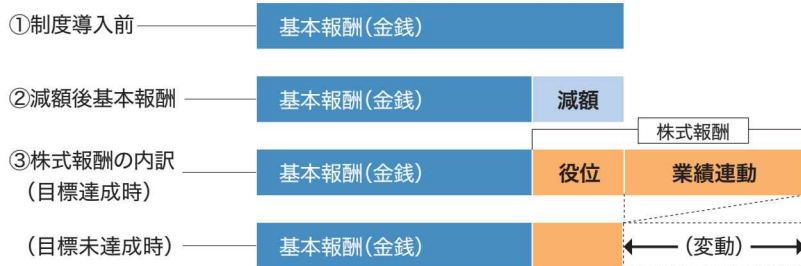 ①制度導入前
基本報酬(金銭)
②減額後基本報酬
基本報酬(金銭)
減額
株式報酬
③株式報酬の内訳
(目標達成時)
基本報酬(金銭)
役位
業績連動
(目標未達成時)
基本報酬(金銭)
(変動)